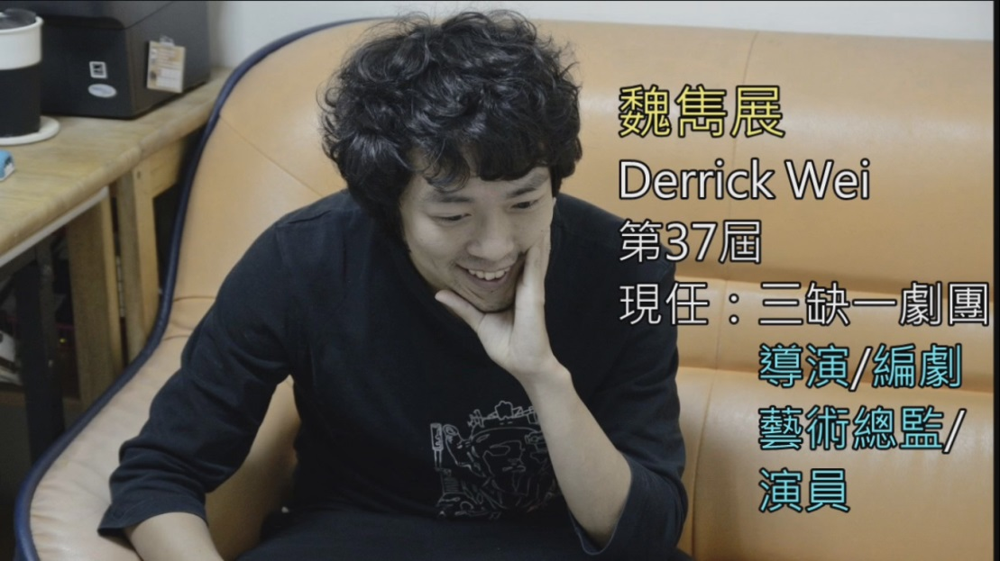 魏雋展
Derrick Wei
第37屆
現任：三缺一劇團
導演/編劇
藝術總監/
演員